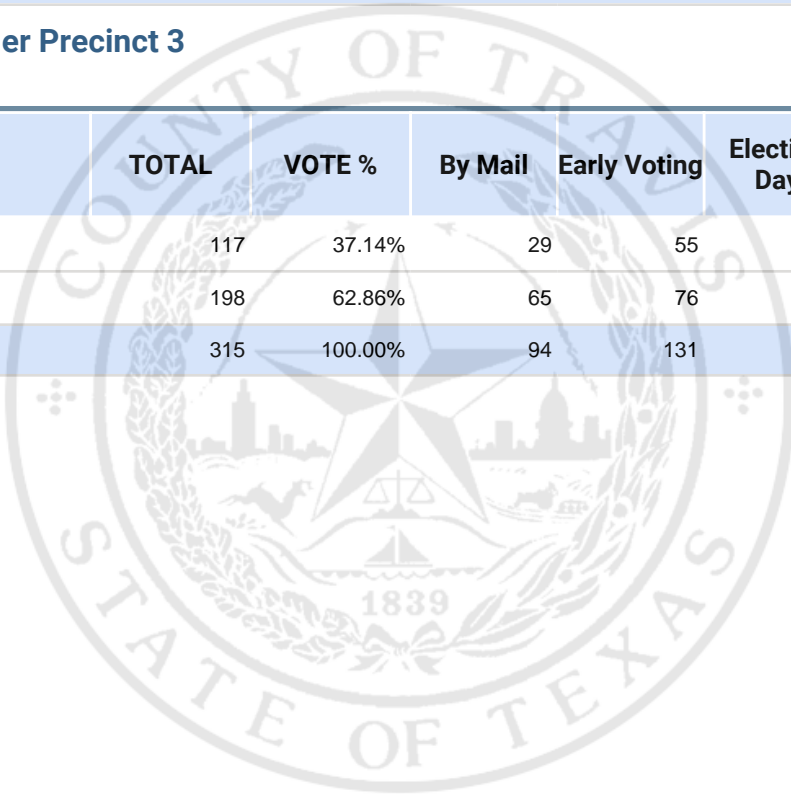 er Precinct 3
TOTAL VOTE % By Mail Early Voting Electi
Day
117 37.14% 29 55
198 62.86% 65 76
315 100.00% 94 131
COUNTY OF TRAVIS
1839
STATE OF TEXAS